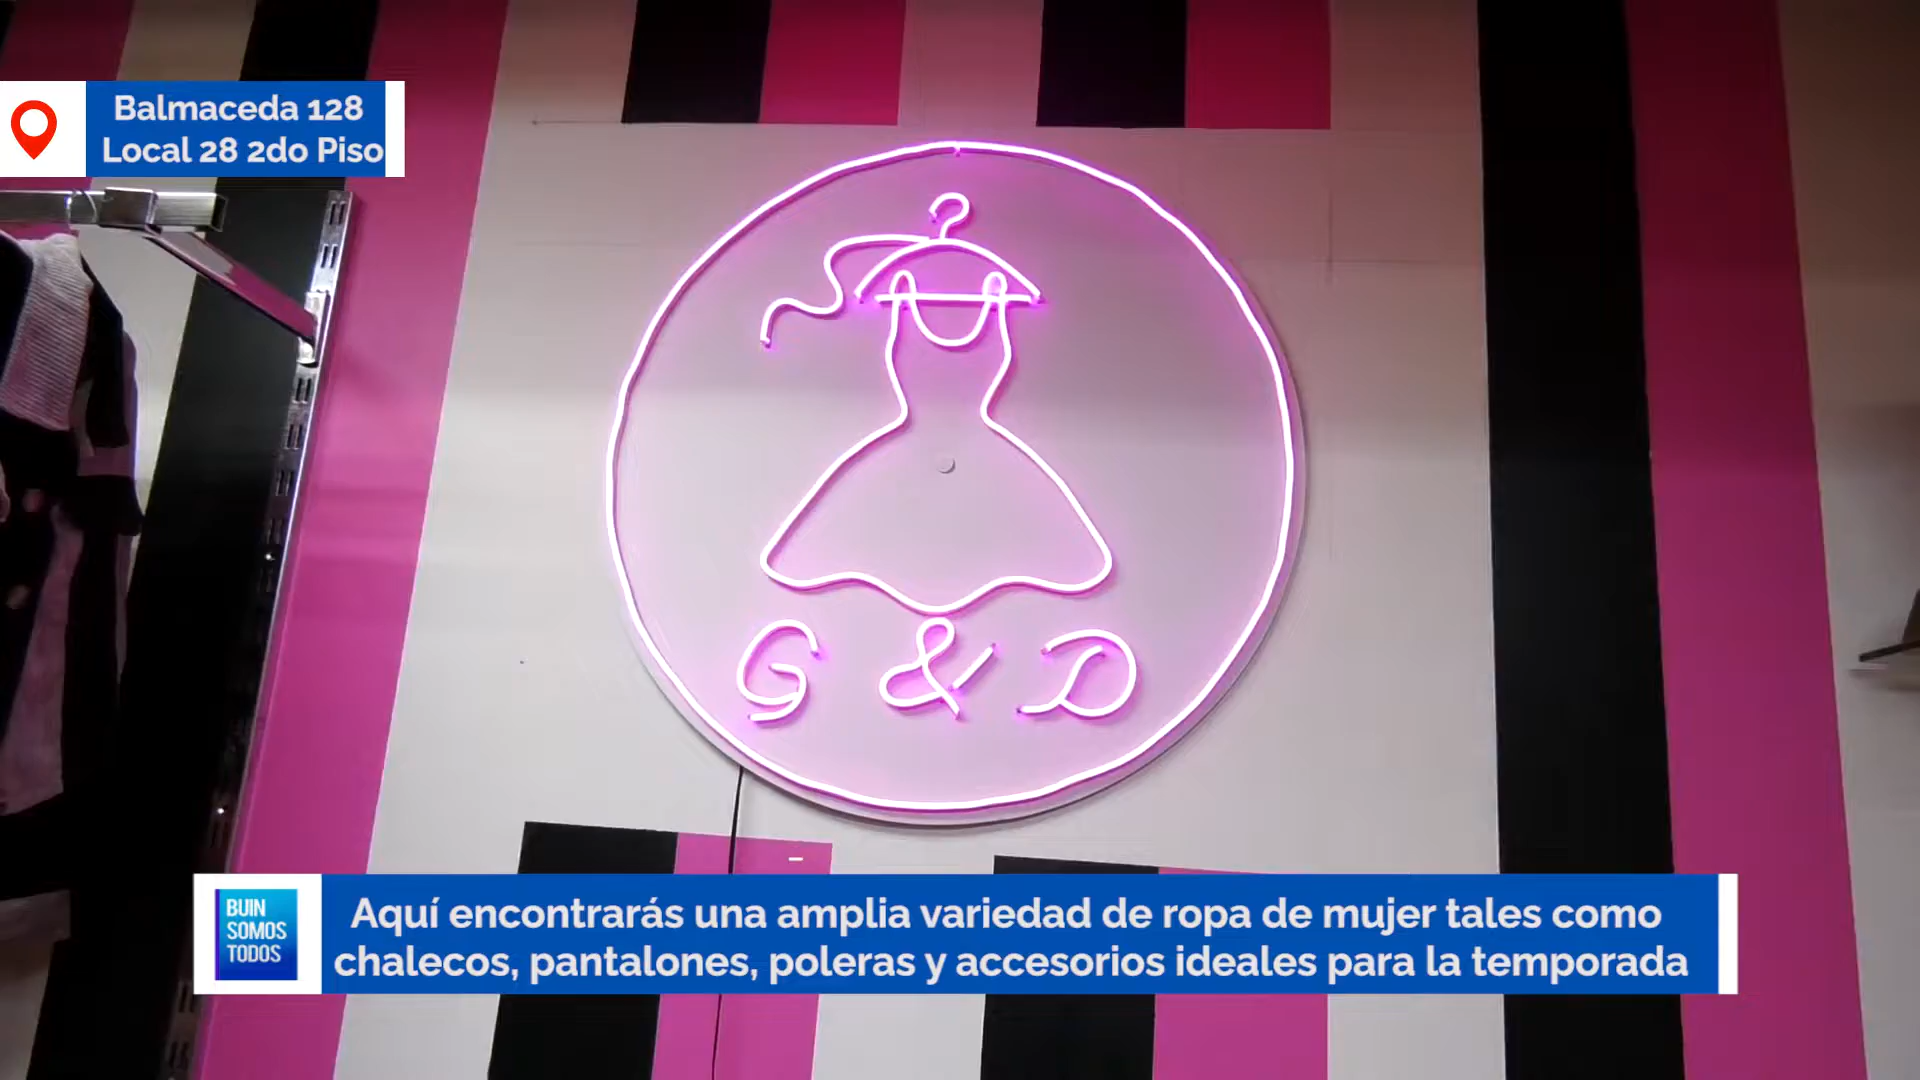 Balmaceda 128
Local 28 2do Piso
G & D
BUIN
SOMOS
TODOS
Aquí encontrarás una amplia variedad de ropa de mujer tales como
chalecos, pantalones, poleras y accesorios ideales para la temporada